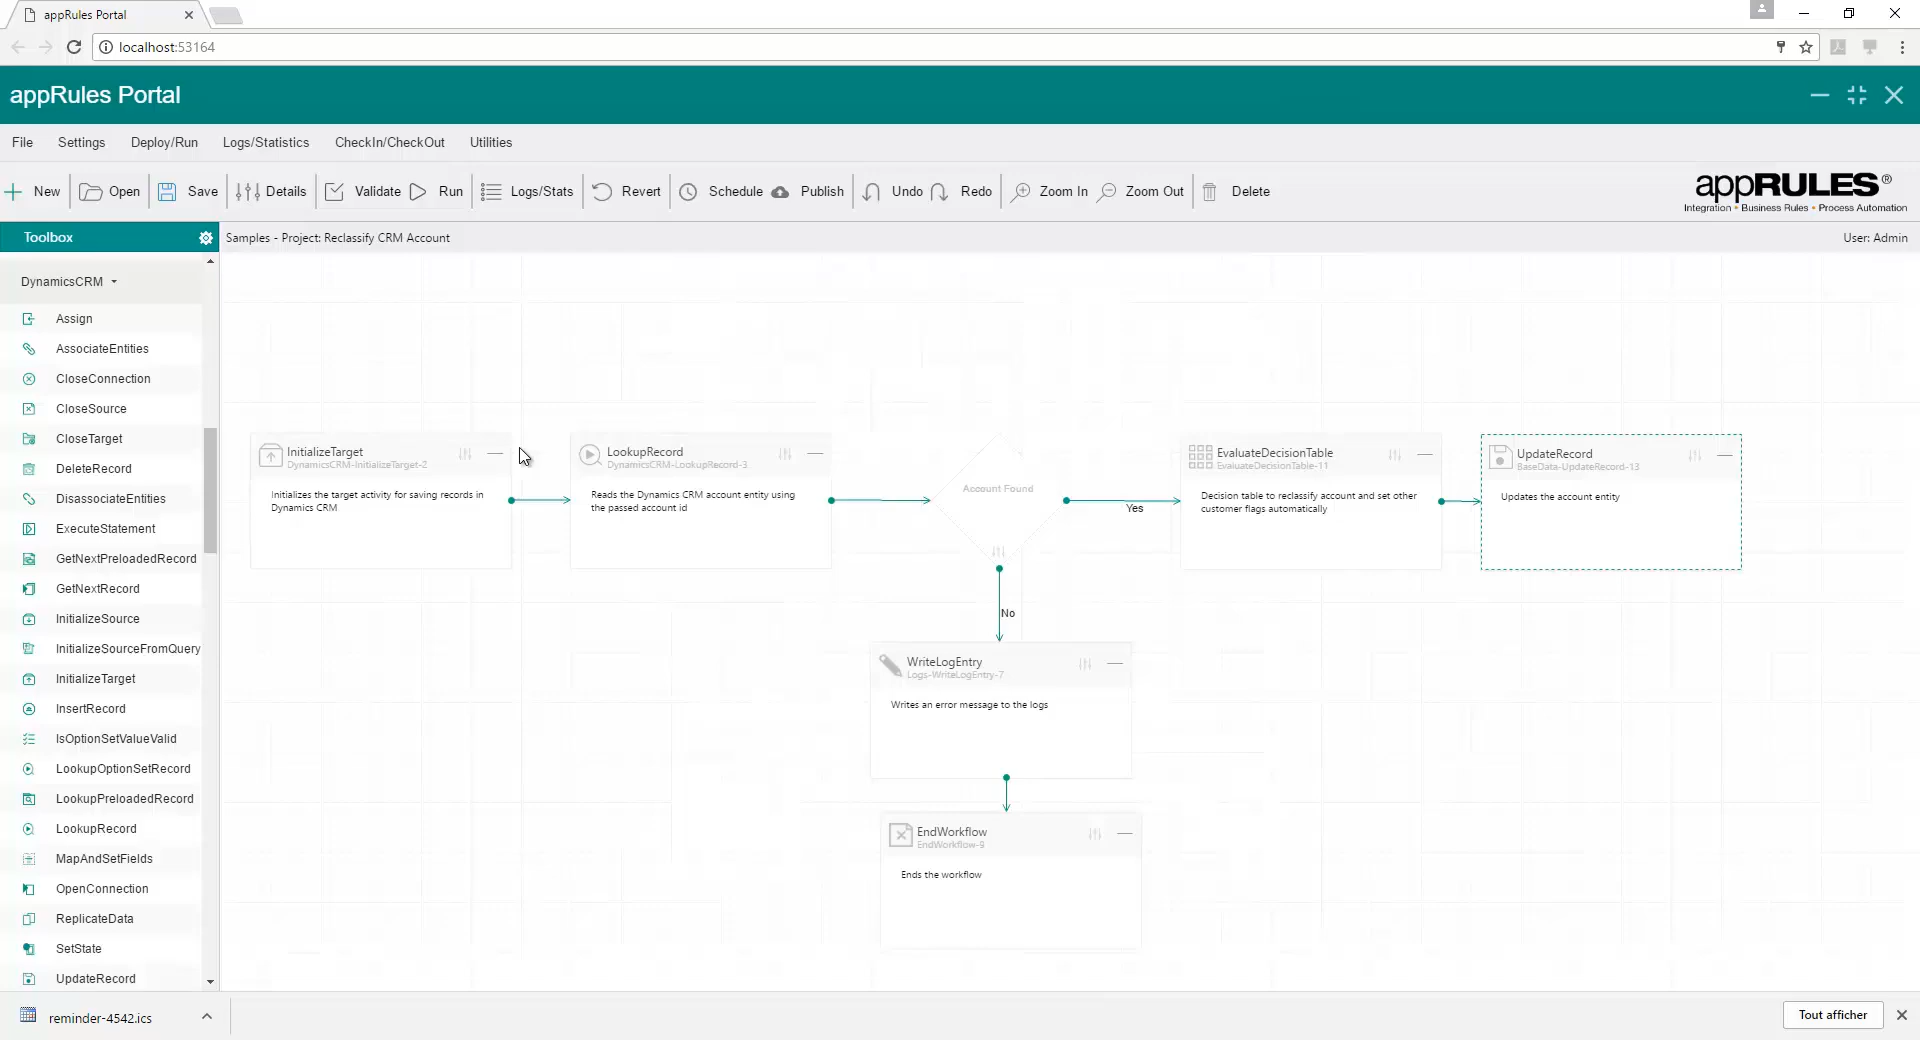 appRules Portal
localhost:53164
appRules Portal
File Settings Deploy/Run Logs/Statistics CheckIn/CheckOut Utilities
New Open Save Details Validate Run Logs/Stats Revert Schedule Publish Undo Redo Zoom In Zoom Out Delete
appRULES®
Integration • Business Rules • Process Automation
Toolbox
Samples - Project: Reclassify CRM Account
User: Admin
DynamicsCRM
Assign
AssociateEntities
CloseConnection
CloseSource
CloseTarget
DeleteRecord
DisassociateEntities
ExecuteStatement
GetNextPreloadedRecord
GetNextRecord
InitializeSource
InitializeSourceFromQuery
InitializeTarget
InsertRecord
IsOptionSetValueValid
LookupOptionSetRecord
LookupPreloadedRecord
LookupRecord
MapAndSetFields
OpenConnection
ReplicateData
SetState
UpdateRecord
InitializeTarget
DynamicsCRM-InitializeTarget-2
Initializes the target activity for saving records in
Dynamics CRM
LookupRecord
DynamicsCRM-LookupRecord-3
Reads the Dynamics CRM account entity using
the passed account id
Account Found
Yes
No
EvaluateDecisionTable
EvaluateDecisionTable-11
Decision table to reclassify account and set other
customer flags automatically
UpdateRecord
BaseData-UpdateRecord-13
Updates the account entity
WriteLogEntry
Logs-WriteLogEntry-7
Writes an error message to the logs
EndWorkflow
EndWorkflow-9
Ends the workflow
reminder-4542.ics
Tout afficher